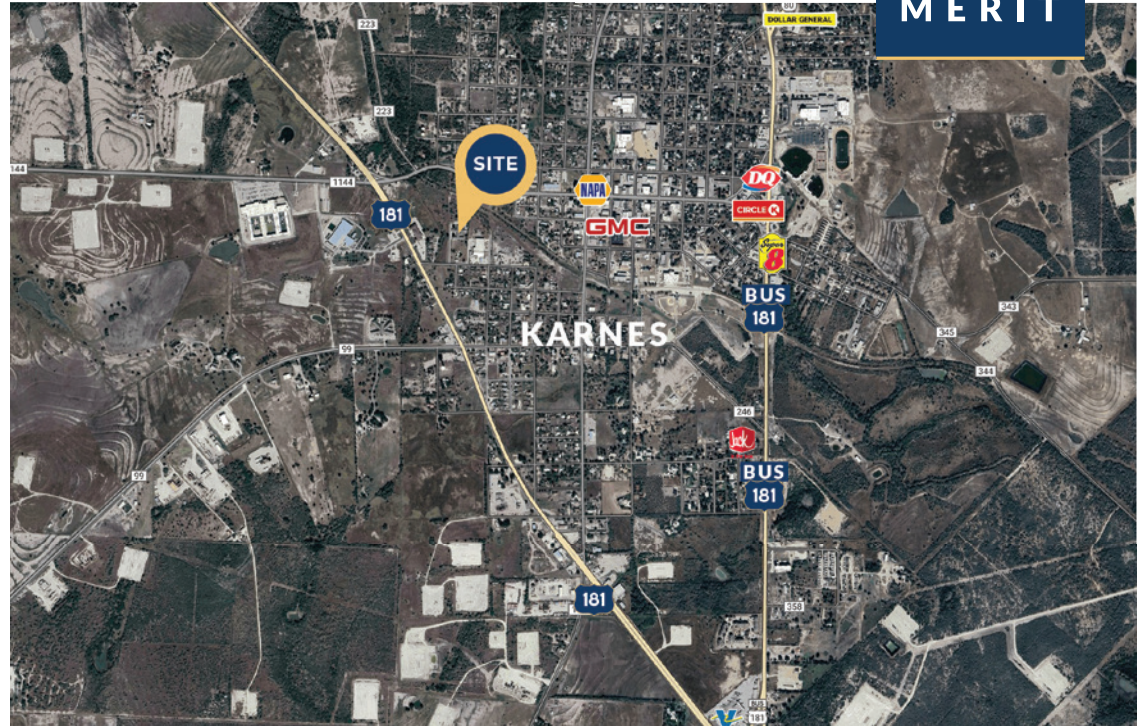 80
MERIT
DOLLAR GENERAL
223
223
SITE
144
1144
181
NAPA
GMC
DQ
CIRCLE K
Super
8
BUS
181
343
345
KARNES
99
344
246
Jack
BUS
181
99
181
358
BUS
181